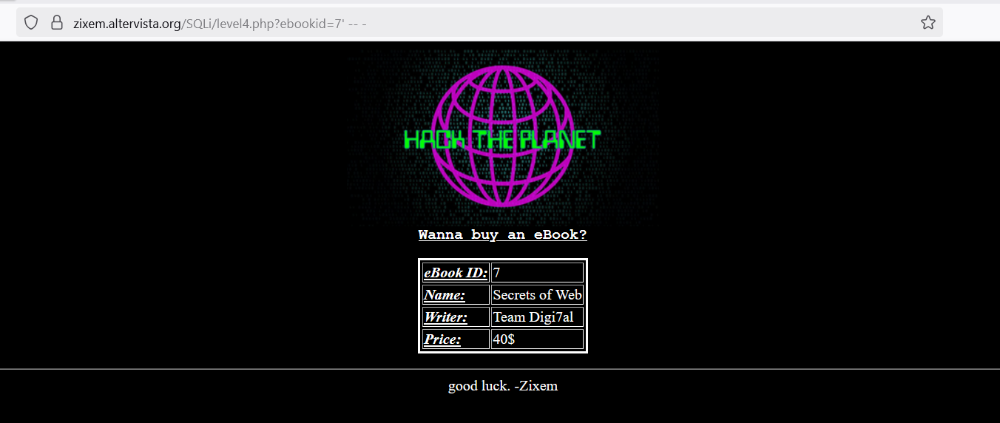 zixem.altervista.org/SQLi/level4.php?ebookid=7' -- -
HACK THE PLANET
Wanna buy an eBook?
eBook ID: 7
Name: Secrets of Web
Writer: Team Digi7al
Price: 40$
good luck. -Zixem